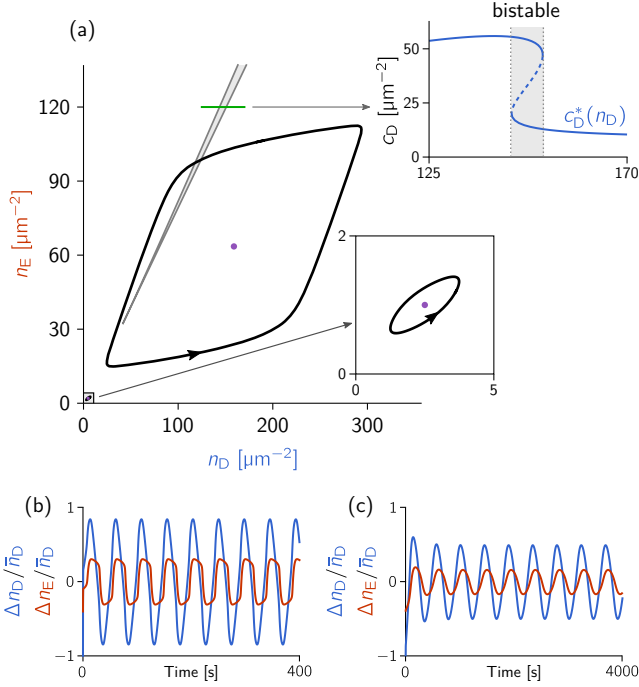 (a)
120
90
60
30
0
n_E [μm⁻²]
0
100
200
300
n_D [μm⁻²]
bistable
50
25
0
c_D [μm⁻²]
c*_D(n_D)
125
170
2
0
0
5
(b)
1
0
−1
Δn_D/n̄_D
Δn_E/n̄_D
0
Time [s]
400
(c)
1
0
−1
Δn_D/n̄_D
Δn_E/n̄_D
0
Time [s]
4000